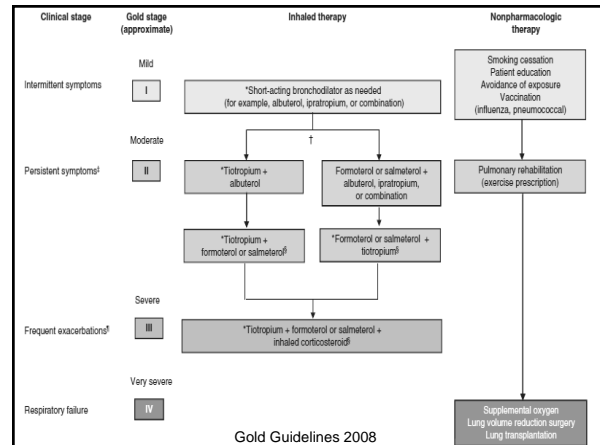 Clinical stage
Gold stage
(approximate)
Inhaled therapy
Nonpharmacologic
therapy
Mild
Intermittent symptoms
I
*Short-acting bronchodilator as needed
(for example, albuterol, ipratropium, or combination)
Smoking cessation
Patient education
Avoidance of exposure
Vaccination
(influenza, pneumococcal)
†
Moderate
Persistent symptoms‡
II
*Tiotropium +
albuterol
Formoterol or salmeterol +
albuterol, ipratropium,
or combination
Pulmonary rehabilitation
(exercise prescription)
*Tiotropium +
formoterol or salmeterol§
*Formoterol or salmeterol +
tiotropium§
Severe
Frequent exacerbations¶
III
*Tiotropium + formoterol or salmeterol +
inhaled corticosteroid§
Very severe
Respiratory failure
IV
Supplemental oxygen
Lung volume reduction surgery
Lung transplantation
Gold Guidelines 2008